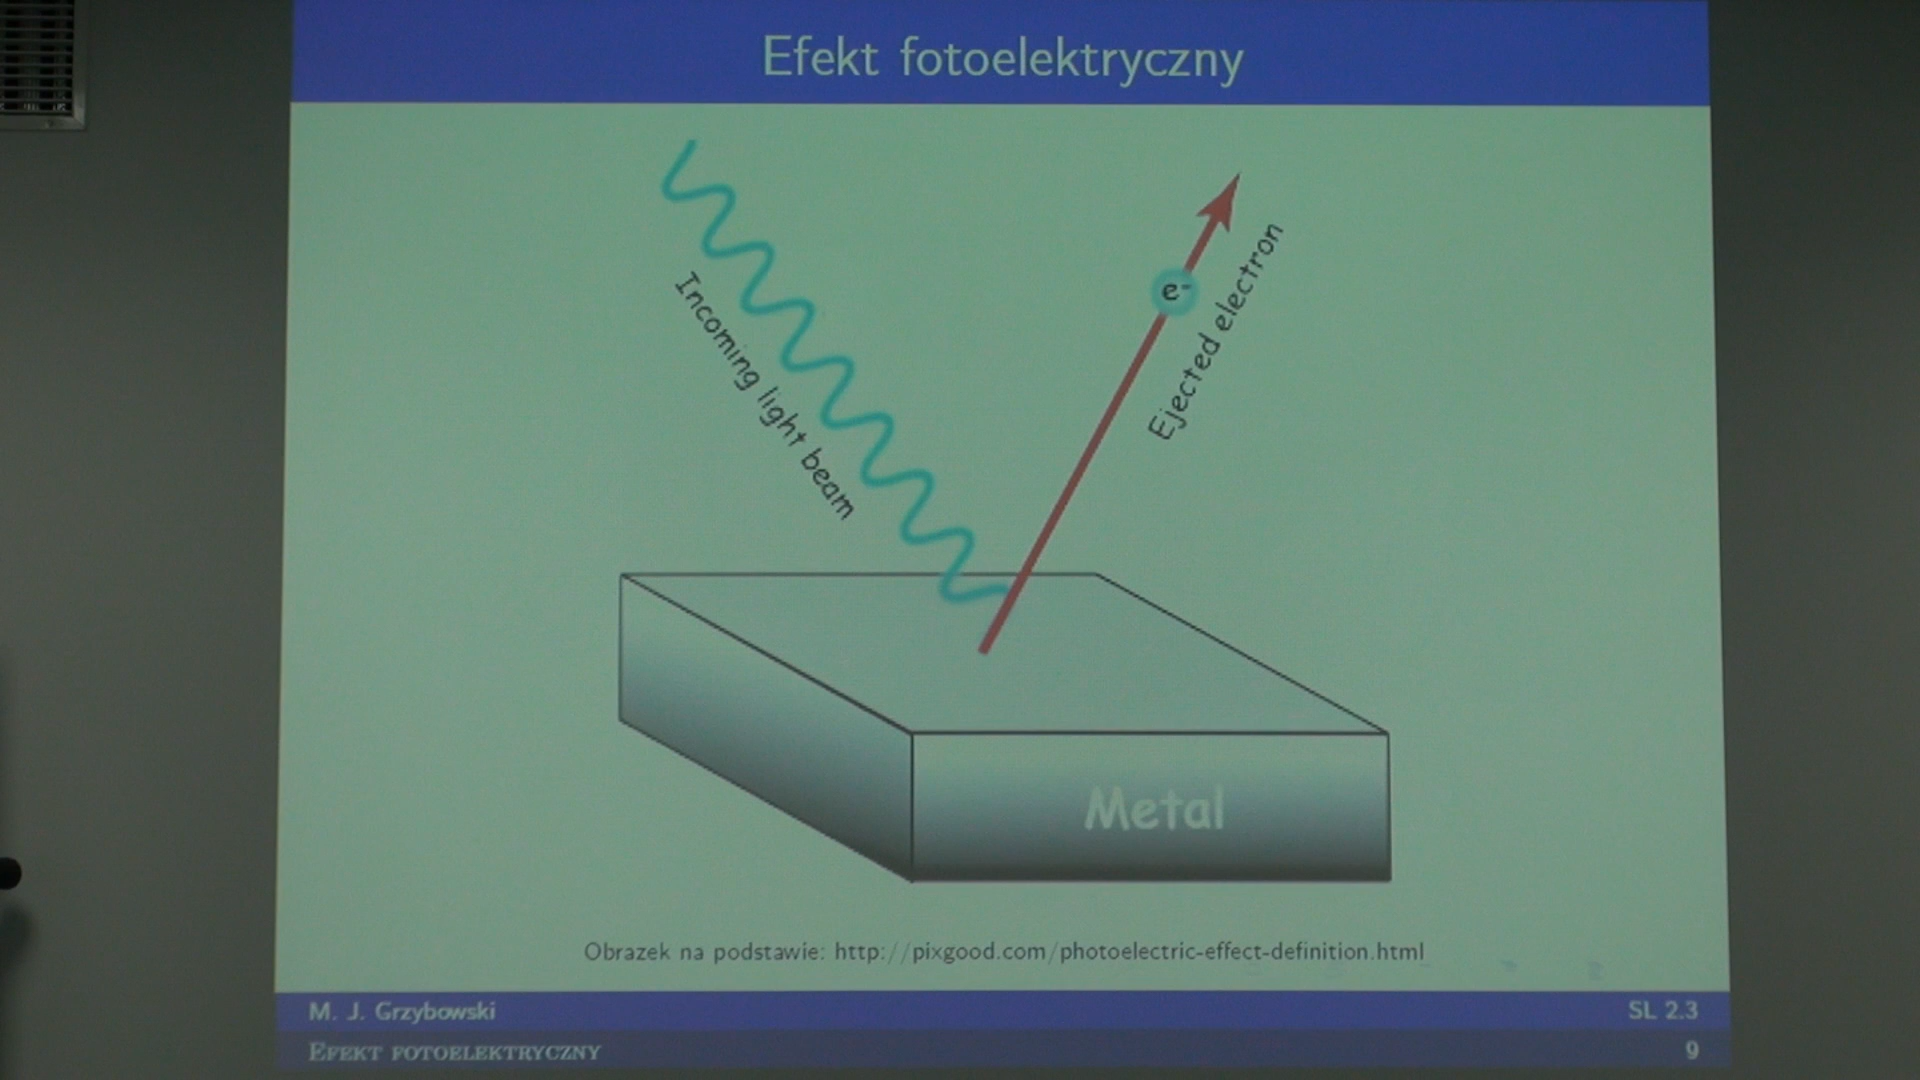 Efekt fotoelektryczny
Incoming light beam
e-
Ejected electron
Metal
Obrazek na podstawie: http://pixgood.com/photoelectric-effect-definition.html
M. J. Grzybowski
SL 2.3
Efekt fotoelektryczny
9